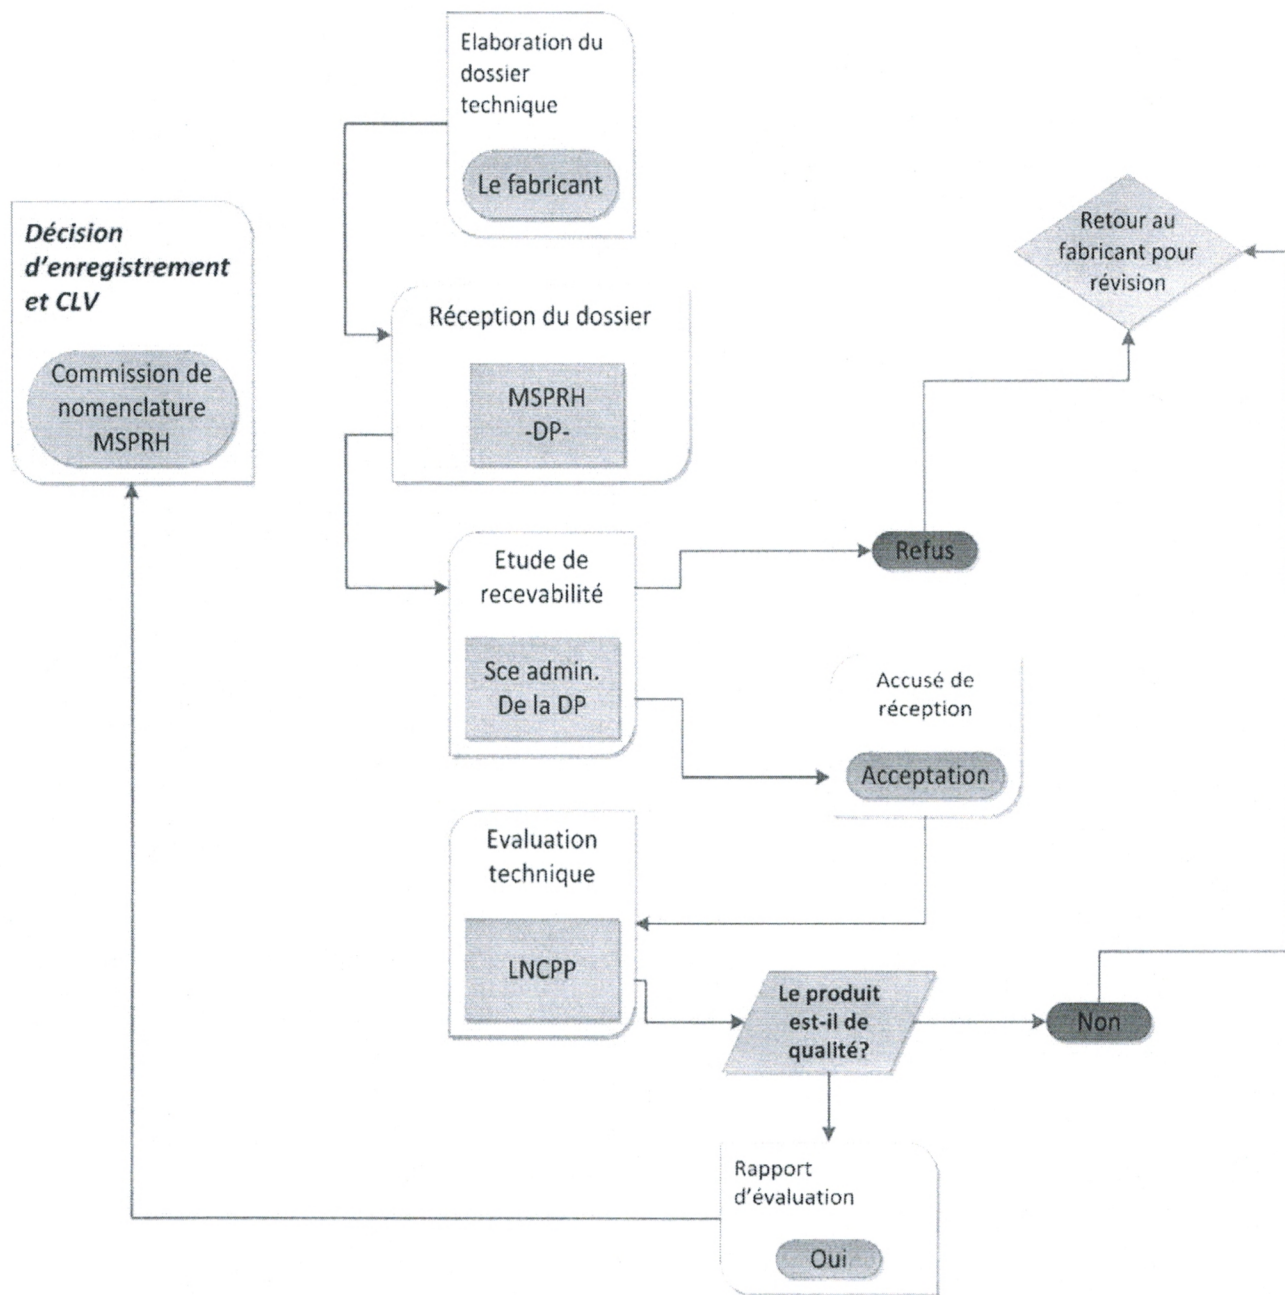 Elaboration du
dossier
technique
Le fabricant
Décision
d'enregistrement
et CLV
Commission de
nomenclature
MSPRH
Retour au
fabricant pour
révision
Réception du dossier
MSPRH
-DP-
Etude de
recevabilité
Sce admin.
De la DP
Refus
Accusé de
réception
Acceptation
Evaluation
technique
LNCPP
Le produit
est-il de
qualité?
Non
Rapport
d'évaluation
Oui